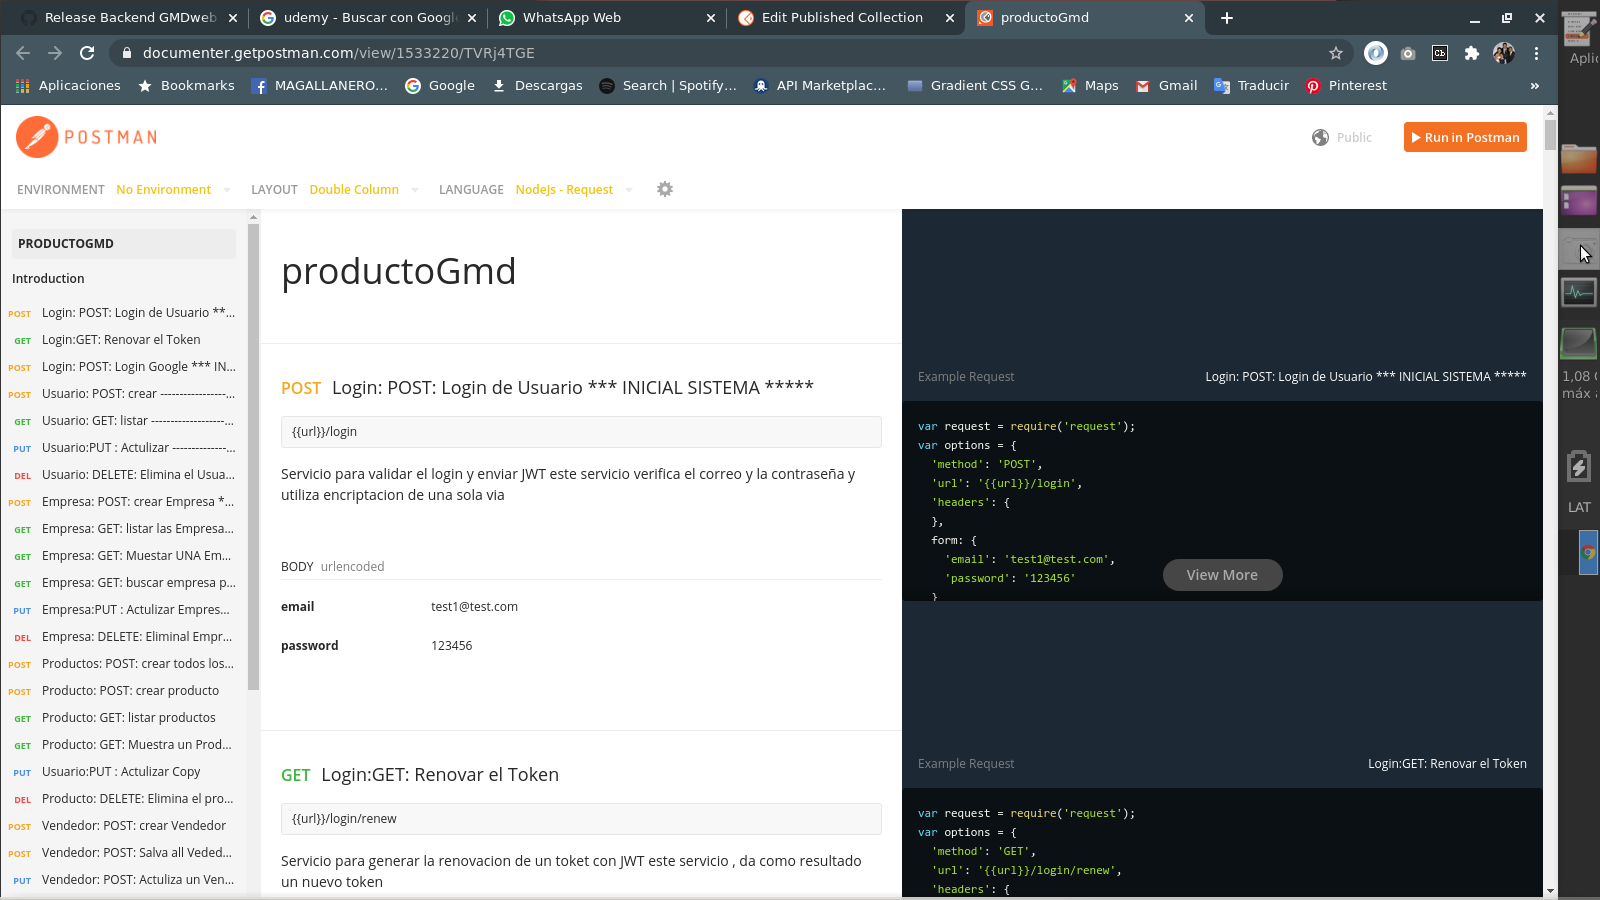 Release Backend GMDweb
udemy - Buscar con Googl
WhatsApp Web
Edit Published Collection
productoGmd
documenter.getpostman.com/view/1533220/TVRj4TGE
Aplicaciones
Bookmarks
MAGALLANERO...
Google
Descargas
Search | Spotify...
API Marketplac...
Gradient CSS G...
Maps
Gmail
Traducir
Pinterest
»
POSTMAN
Public
Run in Postman
ENVIRONMENT No Environment
LAYOUT Double Column
LANGUAGE NodeJs - Request
PRODUCTOGMD
Introduction
POST Login: POST: Login de Usuario **...
GET Login:GET: Renovar el Token
POST Login: POST: Login Google *** IN...
POST Usuario: POST: crear -----------------...
GET Usuario: GET: listar -------------------...
PUT Usuario:PUT : Actulizar --------------...
DEL Usuario: DELETE: Elimina el Usua...
POST Empresa: POST: crear Empresa *...
GET Empresa: GET: listar las Empresa...
GET Empresa: GET: Muestar UNA Em...
GET Empresa: GET: buscar empresa p...
PUT Empresa:PUT : Actulizar Empres...
DEL Empresa: DELETE: Eliminal Empr...
POST Productos: POST: crear todos los...
POST Producto: POST: crear producto
GET Producto: GET: listar productos
GET Producto: GET: Muestra un Prod...
PUT Usuario:PUT : Actulizar Copy
DEL Producto: DELETE: Elimina el pro...
POST Vendedor: POST: crear Vendedor
POST Vendedor: POST: Salva all Veded...
PUT Vendedor: POST: Actuliza un Ven...
productoGmd
POST Login: POST: Login de Usuario *** INICIAL SISTEMA *****
{{url}}/login
Servicio para validar el login y enviar JWT este servicio verifica el correo y la contraseña y
utiliza encriptacion de una sola via
BODY urlencoded
email test1@test.com
password 123456
GET Login:GET: Renovar el Token
{{url}}/login/renew
Servicio para generar la renovacion de un toket con JWT este servicio , da como resultado
un nuevo token
Example Request
Login: POST: Login de Usuario *** INICIAL SISTEMA *****
var request = require('request');
var options = {
'method': 'POST',
'url': '{{url}}/login',
'headers': {
},
form: {
'email': 'test1@test.com',
'password': '123456'
}
View More
Example Request
Login:GET: Renovar el Token
var request = require('request');
var options = {
'method': 'GET',
'url': '{{url}}/login/renew',
'headers': {
Aplic
1,08
máx
LAT